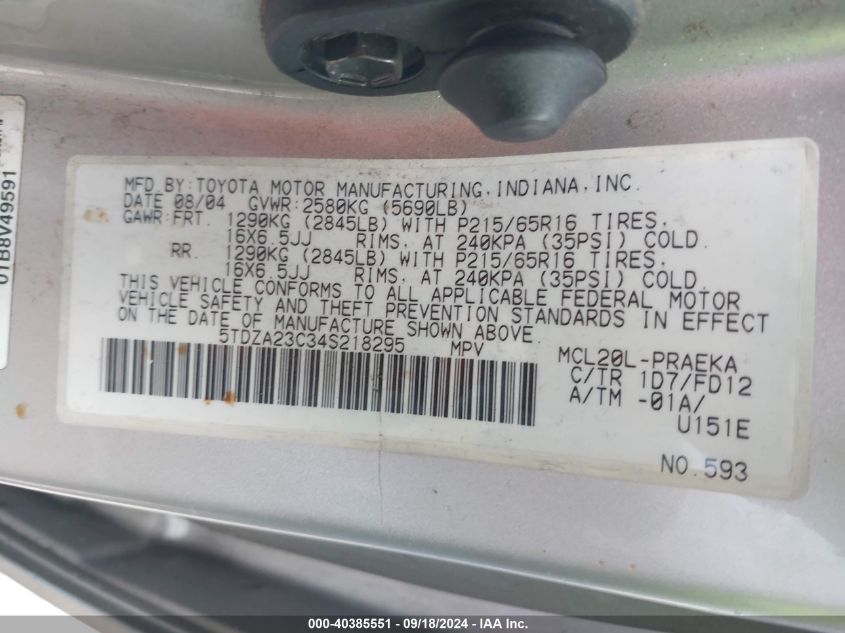 MFD.BY:TOYOTA MOTOR MANUFACTURING,INDIANA,INC.
DATE 08/04 GVWR:2580KG (5690LB)
GAWR:FRT. 1290KG (2845LB) WITH P215/65R16 TIRES,
16X6.5JJ RIMS, AT 240KPA (35PSI) COLD.
RR. 1290KG (2845LB) WITH P215/65R16 TIRES,
16X6.5JJ RIMS, AT 240KPA (35PSI) COLD.
THIS VEHICLE CONFORMS TO ALL APPLICABLE FEDERAL MOTOR
VEHICLE SAFETY AND THEFT PREVENTION STANDARDS IN EFFECT
ON THE DATE OF MANUFACTURE SHOWN ABOVE.
5TDZA23C34S218295 MPV
MCL20L-PRAEKA
C/TR 1D7/FD12
A/TM -01A/
U151E
NO.593
01B8V49591
000-40385551 - 09/18/2024 - IAA Inc.